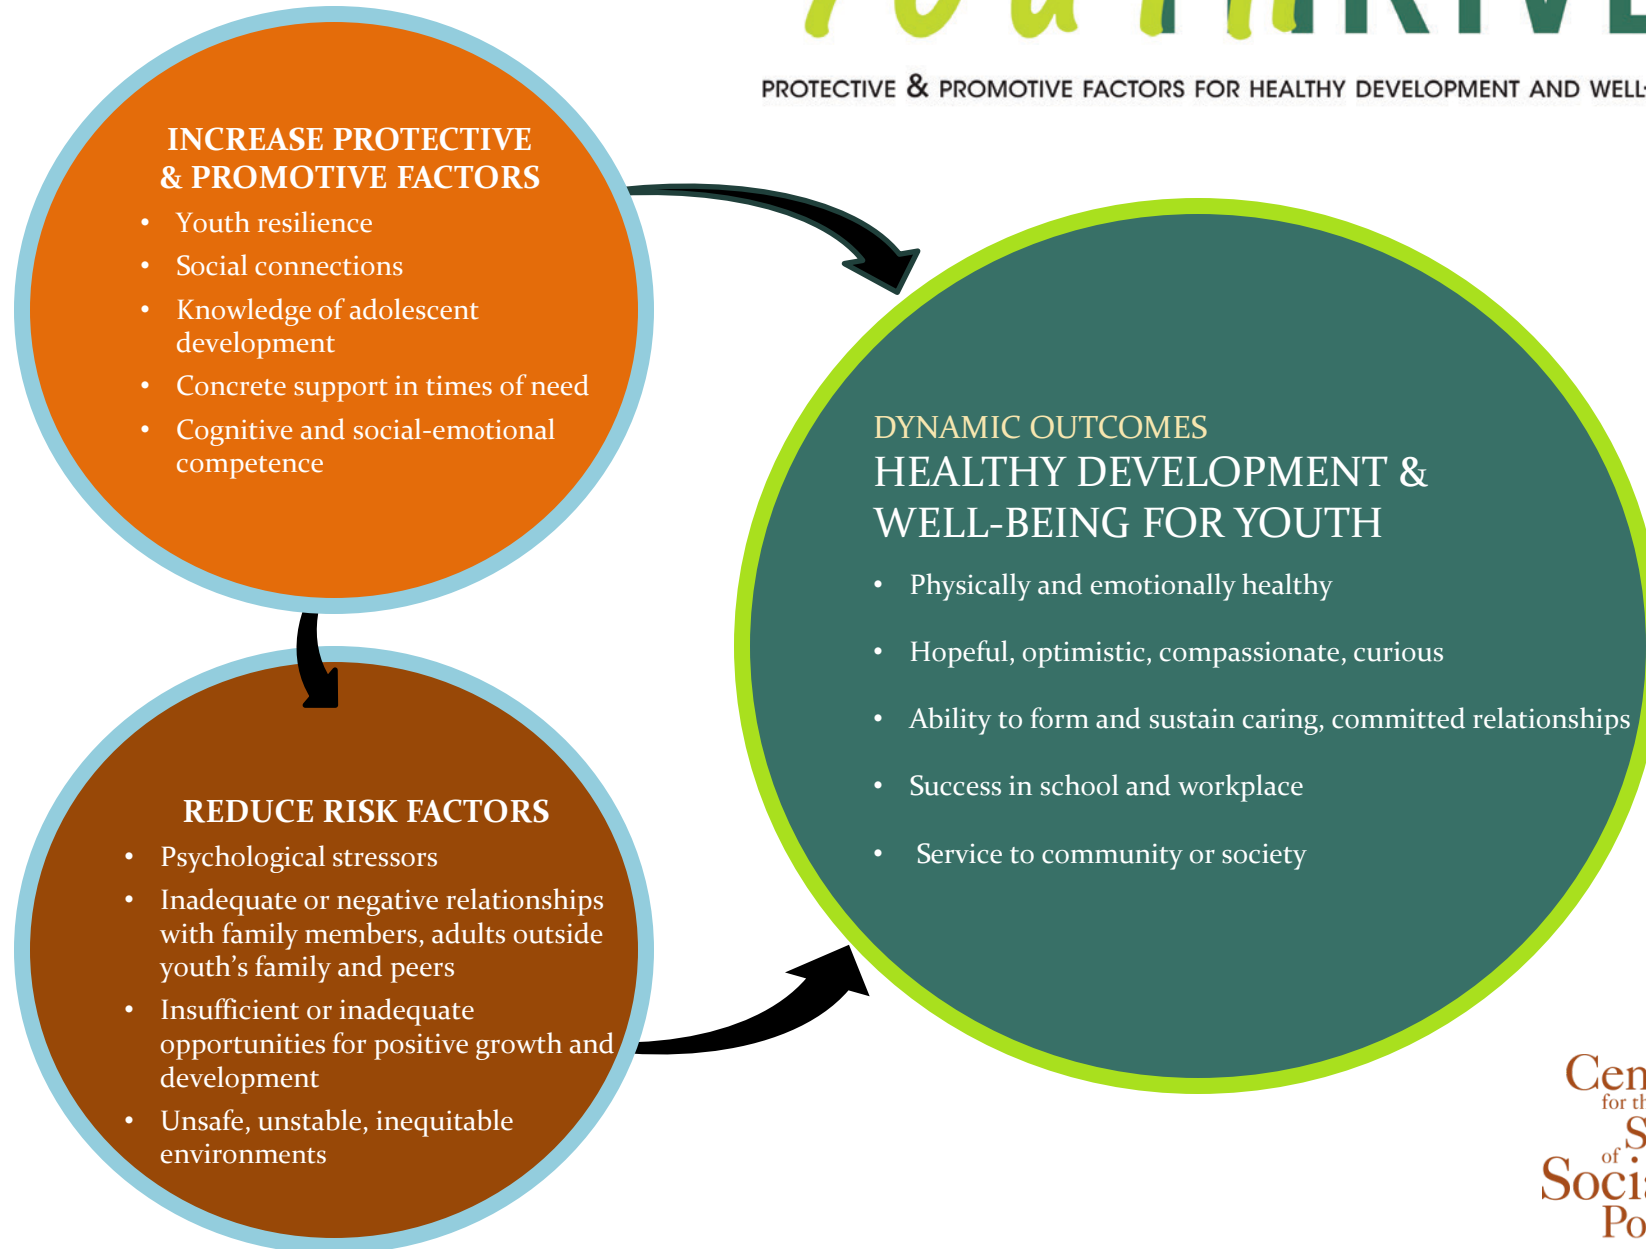 PROTECTIVE & PROMOTIVE FACTORS FOR HEALTHY DEVELOPMENT AND WELL-
INCREASE PROTECTIVE
& PROMOTIVE FACTORS
• Youth resilience
• Social connections
• Knowledge of adolescent
development
• Concrete support in times of need
• Cognitive and social-emotional
competence
DYNAMIC OUTCOMES
HEALTHY DEVELOPMENT &
WELL-BEING FOR YOUTH
• Physically and emotionally healthy
• Hopeful, optimistic, compassionate, curious
• Ability to form and sustain caring, committed relationships
• Success in school and workplace
• Service to community or society
REDUCE RISK FACTORS
• Psychological stressors
• Inadequate or negative relationships
with family members, adults outside
youth’s family and peers
• Insufficient or inadequate
opportunities for positive growth and
development
• Unsafe, unstable, inequitable
environments
for
of